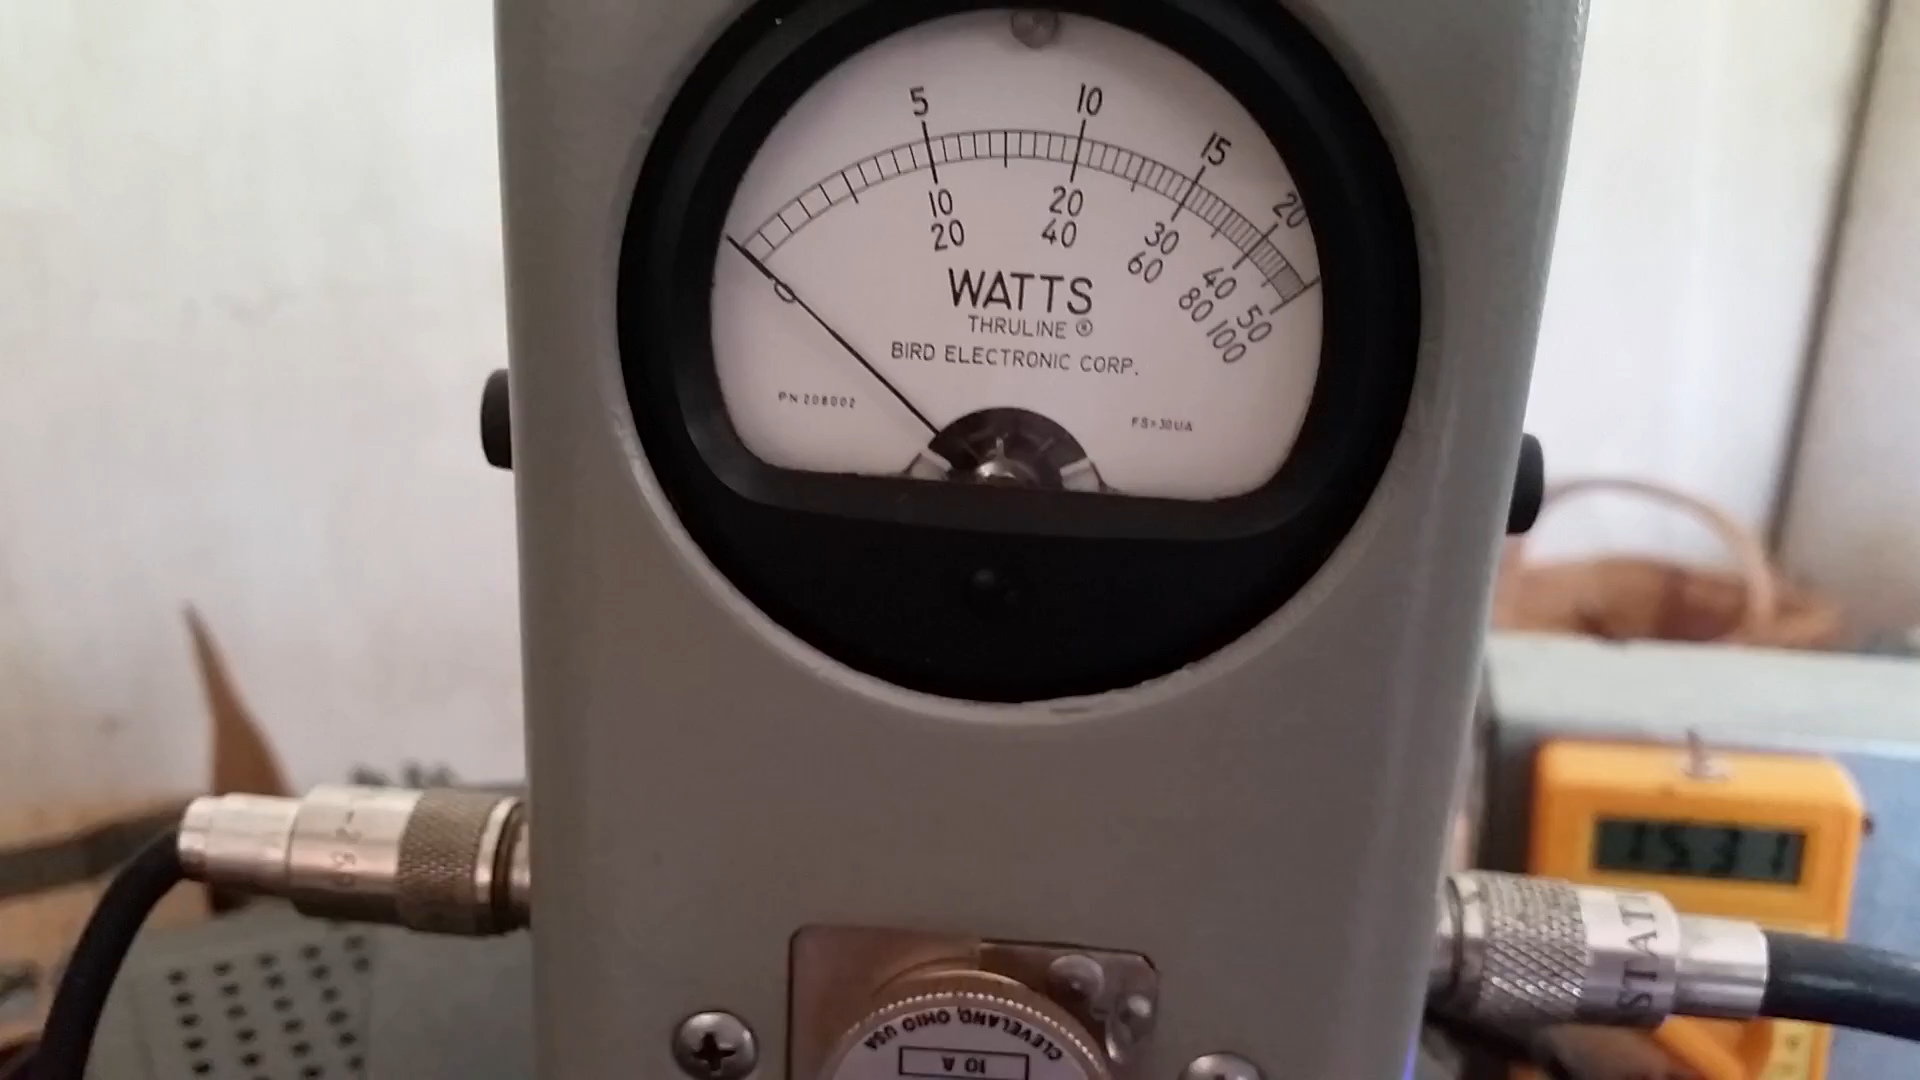 5 10 15 20
0 10 20 30 40 50
20 40 60 80 100
WATTS
THRULINE ®
BIRD ELECTRONIC CORP.
PN 208002
FS=30UA
CLEVELAND, OHIO USA
10 A